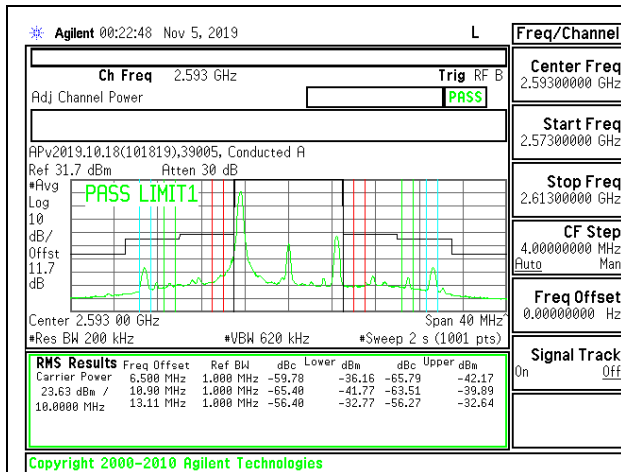 Agilent 00:22:48 Nov 5, 2019 L
Ch Freq 2.593 GHz Trig RF B
Adj Channel Power PASS
APv2019.10.18(101819),39005, Conducted A
Ref 31.7 dBm Atten 30 dB
#Avg
Log
10
dB/
Offst
11.7
dB
PASS LIMIT1
Center 2.593 00 GHz Span 40 MHz^
#Res BW 200 kHz #VBW 620 kHz #Sweep 2 s (1001 pts)
RMS Results Freq Offset Ref BW dBc Lower dBm dBc Upper dBm
Carrier Power 6.500 MHz 1.000 MHz -59.78 -36.16 -65.79 -42.17
23.63 dBm / 10.90 MHz 1.000 MHz -65.40 -41.77 -63.51 -39.89
10.0000 MHz 13.11 MHz 1.000 MHz -56.40 -32.77 -56.27 -32.64
Copyright 2000-2010 Agilent Technologies
Freq/Channel
Center Freq
2.59300000 GHz
Start Freq
2.57300000 GHz
Stop Freq
2.61300000 GHz
CF Step
4.00000000 MHz
Auto Man
Freq Offset
0.00000000 Hz
Signal Track
On Off